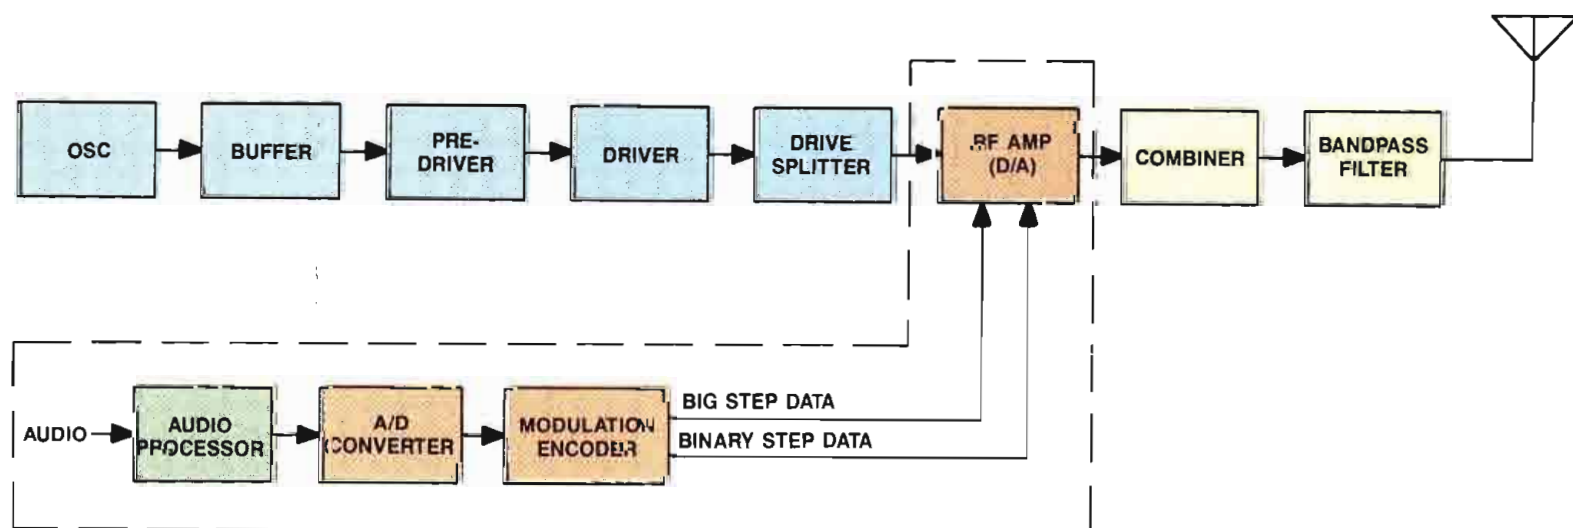 OSC
BUFFER
PRE-
DRIVER
DRIVER
DRIVE
SPLITTER
RF AMP
(D/A)
COMBINER
BANDPASS
FILTER
AUDIO
AUDIO
PROCESSOR
A/D
CONVERTER
MODULATION
ENCODER
BIG STEP DATA
BINARY STEP DATA